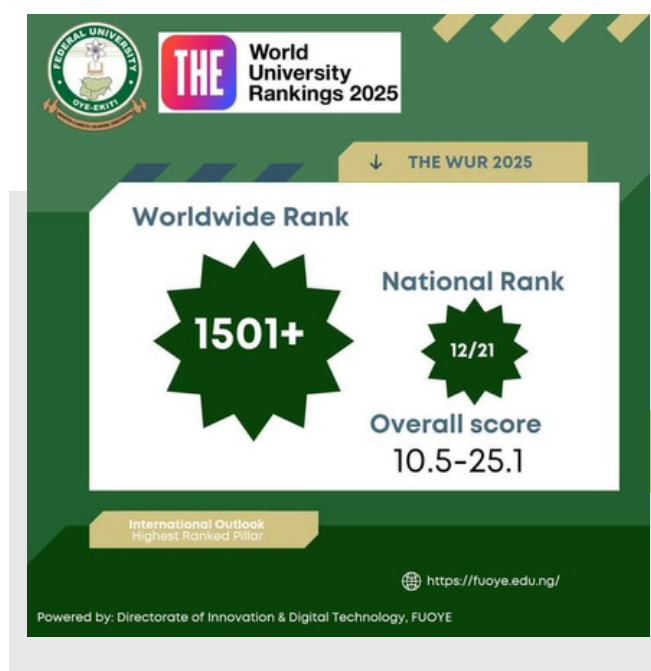 FEDERAL UNIVERSITY
OYE-EKITI
THE
World
University
Rankings 2025
↓ THE WUR 2025
Worldwide Rank
1501+
National Rank
12/21
Overall score
10.5-25.1
International Outlook
Highest Ranked Pillar
https://fuoye.edu.ng/
Powered by: Directorate of Innovation & Digital Technology, FUOYE